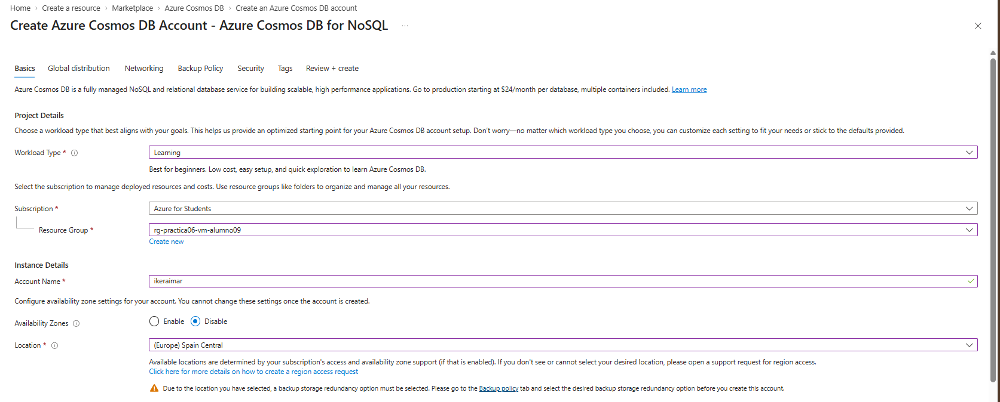 Home > Create a resource > Marketplace > Azure Cosmos DB > Create an Azure Cosmos DB account
Create Azure Cosmos DB Account - Azure Cosmos DB for NoSQL ...
Basics Global distribution Networking Backup Policy Security Tags Review + create
Azure Cosmos DB is a fully managed NoSQL and relational database service for building scalable, high performance applications. Go to production starting at $24/month per database, multiple containers included. Learn more
Project Details
Choose a workload type that best aligns with your goals. This helps us provide an optimized starting point for your Azure Cosmos DB account setup. Don't worry—no matter which workload type you choose, you can customize each setting to fit your needs or stick to the defaults provided.
Workload Type * Learning
Best for beginners. Low cost, easy setup, and quick exploration to learn Azure Cosmos DB.
Select the subscription to manage deployed resources and costs. Use resource groups like folders to organize and manage all your resources.
Subscription * Azure for Students
Resource Group * rg-practica06-vm-alumno09
Create new
Instance Details
Account Name * ikeraimar
Configure availability zone settings for your account. You cannot change these settings once the account is created.
Availability Zones Enable Disable
Location * (Europe) Spain Central
Available locations are determined by your subscription's access and availability zone support (if that is enabled). If you don't see or cannot select your desired location, please open a support request for region access.
Click here for more details on how to create a region access request
Due to the location you have selected, a backup storage redundancy option must be selected. Please go to the Backup policy tab and select the desired backup storage redundancy option before you create this account.